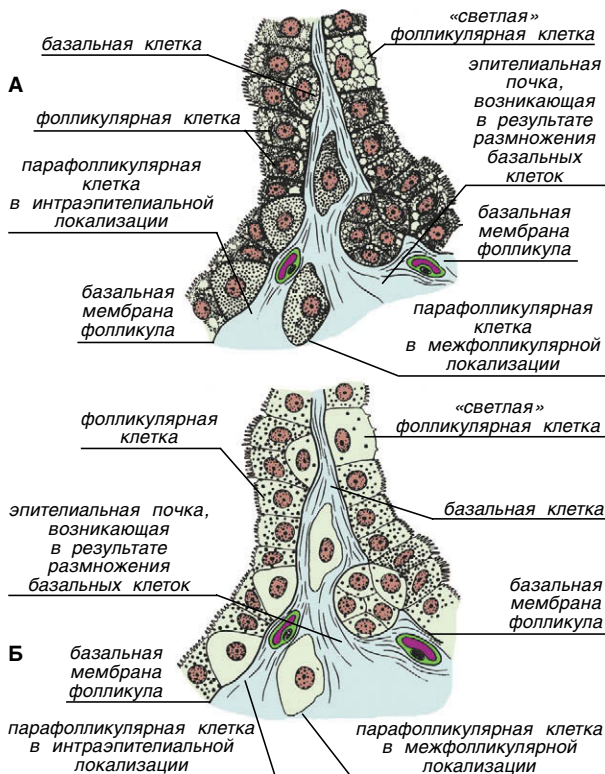 «светлая»
фолликулярная клетка
базальная клетка
эпителиальная
почка,
возникающая
в результате
размножения
базальных
клеток
А
фолликулярная клетка
парафолликулярная
клетка
в интраэпителиальной
локализации
базальная
мембрана
фолликула
базальная
мембрана
фолликула
парафолликулярная
клетка
в межфолликулярной
локализации
«светлая»
фолликулярная клетка
фолликулярная
клетка
эпителиальная почка,
возникающая
в результате
размножения
базальных клеток
базальная клетка
базальная
мембрана
фолликула
Б
базальная
мембрана
фолликула
парафолликулярная клетка
в интраэпителиальной
локализации
парафолликулярная клетка
в межфолликулярной
локализации